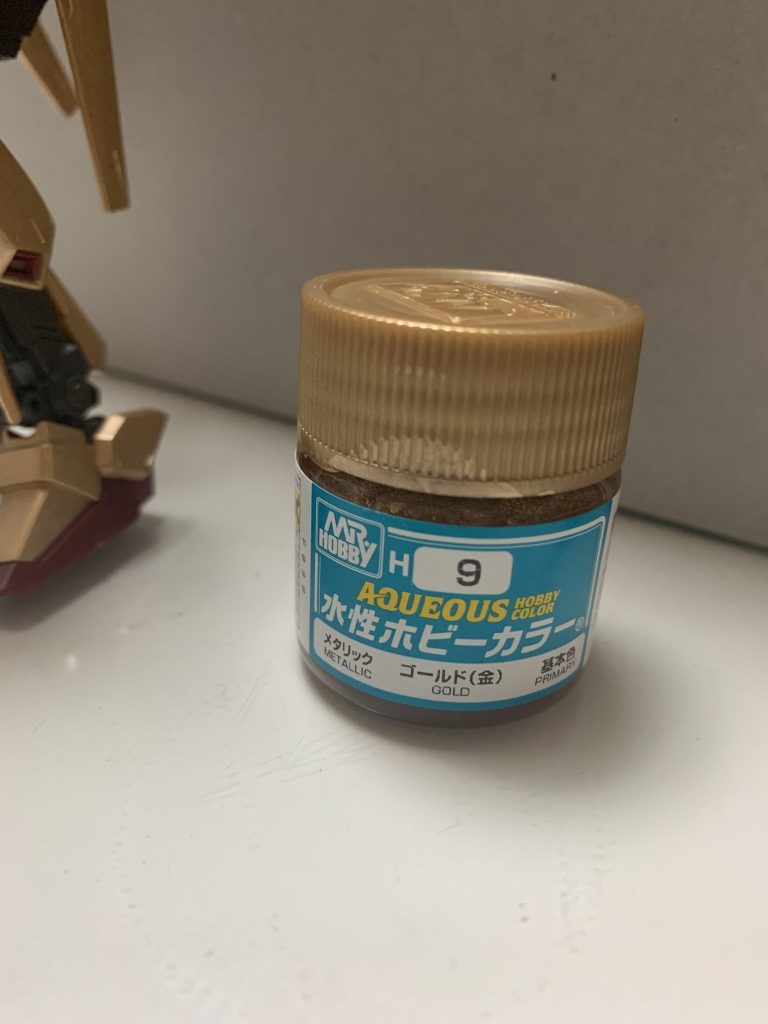 MR
HOBBY
H 9
AQUEOUS HOBBY
COLOR
水性ホビーカラー®
メタリック ゴールド(金) 基本色
METALLIC GOLD PRIMARY